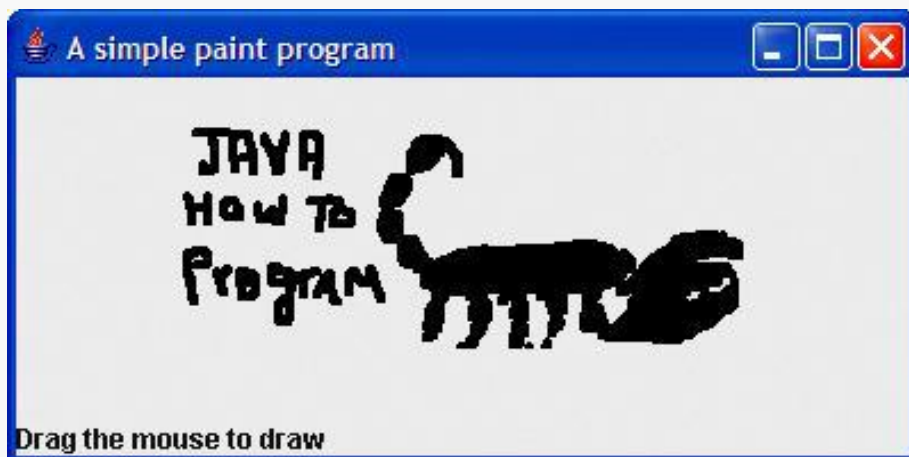 A simple paint program
JAVA
HOW TO
PrOgrAM
Drag the mouse to draw